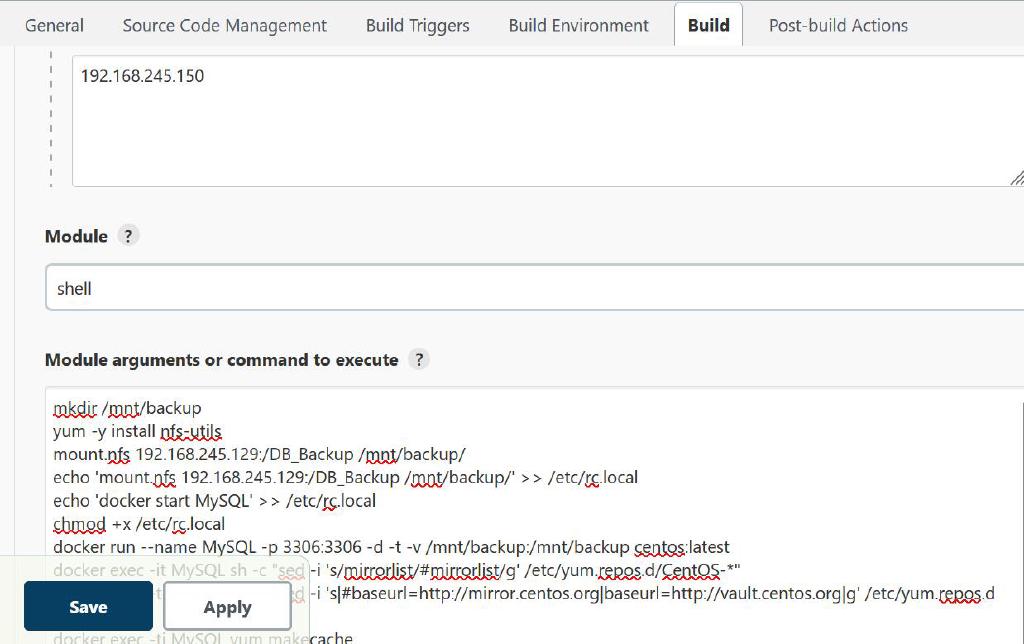 General Source Code Management Build Triggers Build Environment Build Post-build Actions
192.168.245.150
Module ?
shell
Module arguments or command to execute ?
mkdir /mnt/backup
yum -y install nfs-utils
mount.nfs 192.168.245.129:/DB_Backup /mnt/backup/
echo 'mount.nfs 192.168.245.129:/DB_Backup /mnt/backup/' >> /etc/rc.local
echo 'docker start MySQL' >> /etc/rc.local
chmod +x /etc/rc.local
docker run --name MySQL -p 3306:3306 -d -t -v /mnt/backup:/mnt/backup centos:latest
docker exec -it MySQL sh -c "sed -i 's/mirrorlist/#mirrorlist/g' /etc/yum.repos.d/CentOS-*"
-i 's|#baseurl=http://mirror.centos.org|baseurl=http://vault.centos.org|g' /etc/yum.repos.d
Save Apply
docker exec -ti MySQL yum makecache